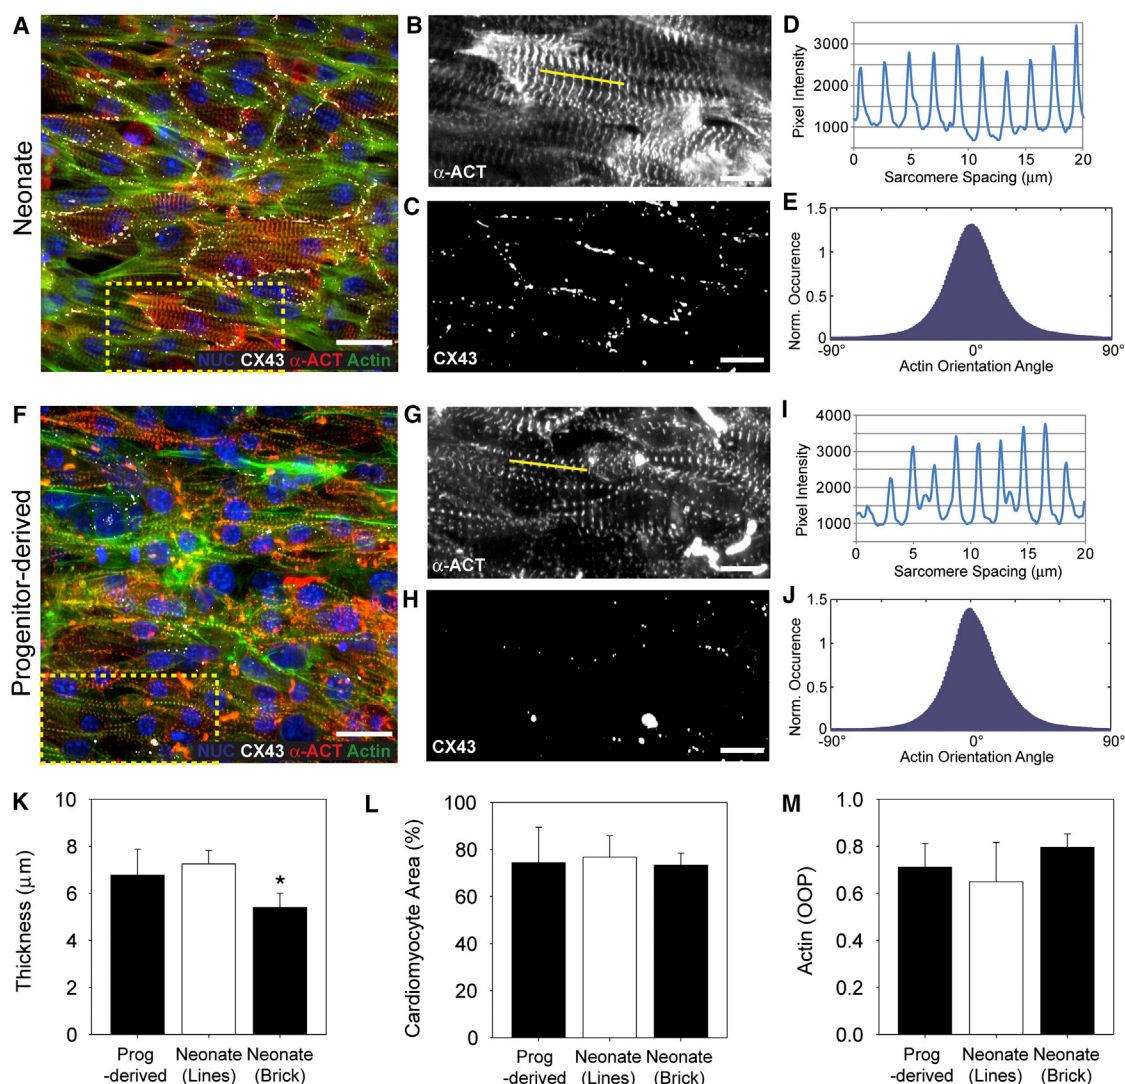 A
Neonate
NUC CX43 α-ACT Actin
B
α-ACT
C
CX43
D
Pixel Intensity
3000
2000
1000
0 5 10 15 20
Sarcomere Spacing (μm)
E
Norm. Occurence
1.5
1
0.5
0
-90° 0° 90°
Actin Orientation Angle
F
Progenitor-derived
NUC CX43 α-ACT Actin
G
α-ACT
H
CX43
I
Pixel Intensity
4000
3000
2000
1000
0 5 10 15 20
Sarcomere Spacing (μm)
J
Norm. Occurence
1.5
1
0.5
0
-90° 0° 90°
Actin Orientation Angle
K
Thickness (μm)
10
8
6
4
2
0
*
Prog Neonate Neonate
-derived (Lines) (Brick)
L
Cardiomyocyte Area (%)
100
80
60
40
20
0
Prog Neonate Neonate
-derived (Lines) (Brick)
M
Actin (OOP)
1.0
0.8
0.6
0.4
0.2
0.0
Prog Neonate Neonate
-derived (Lines) (Brick)